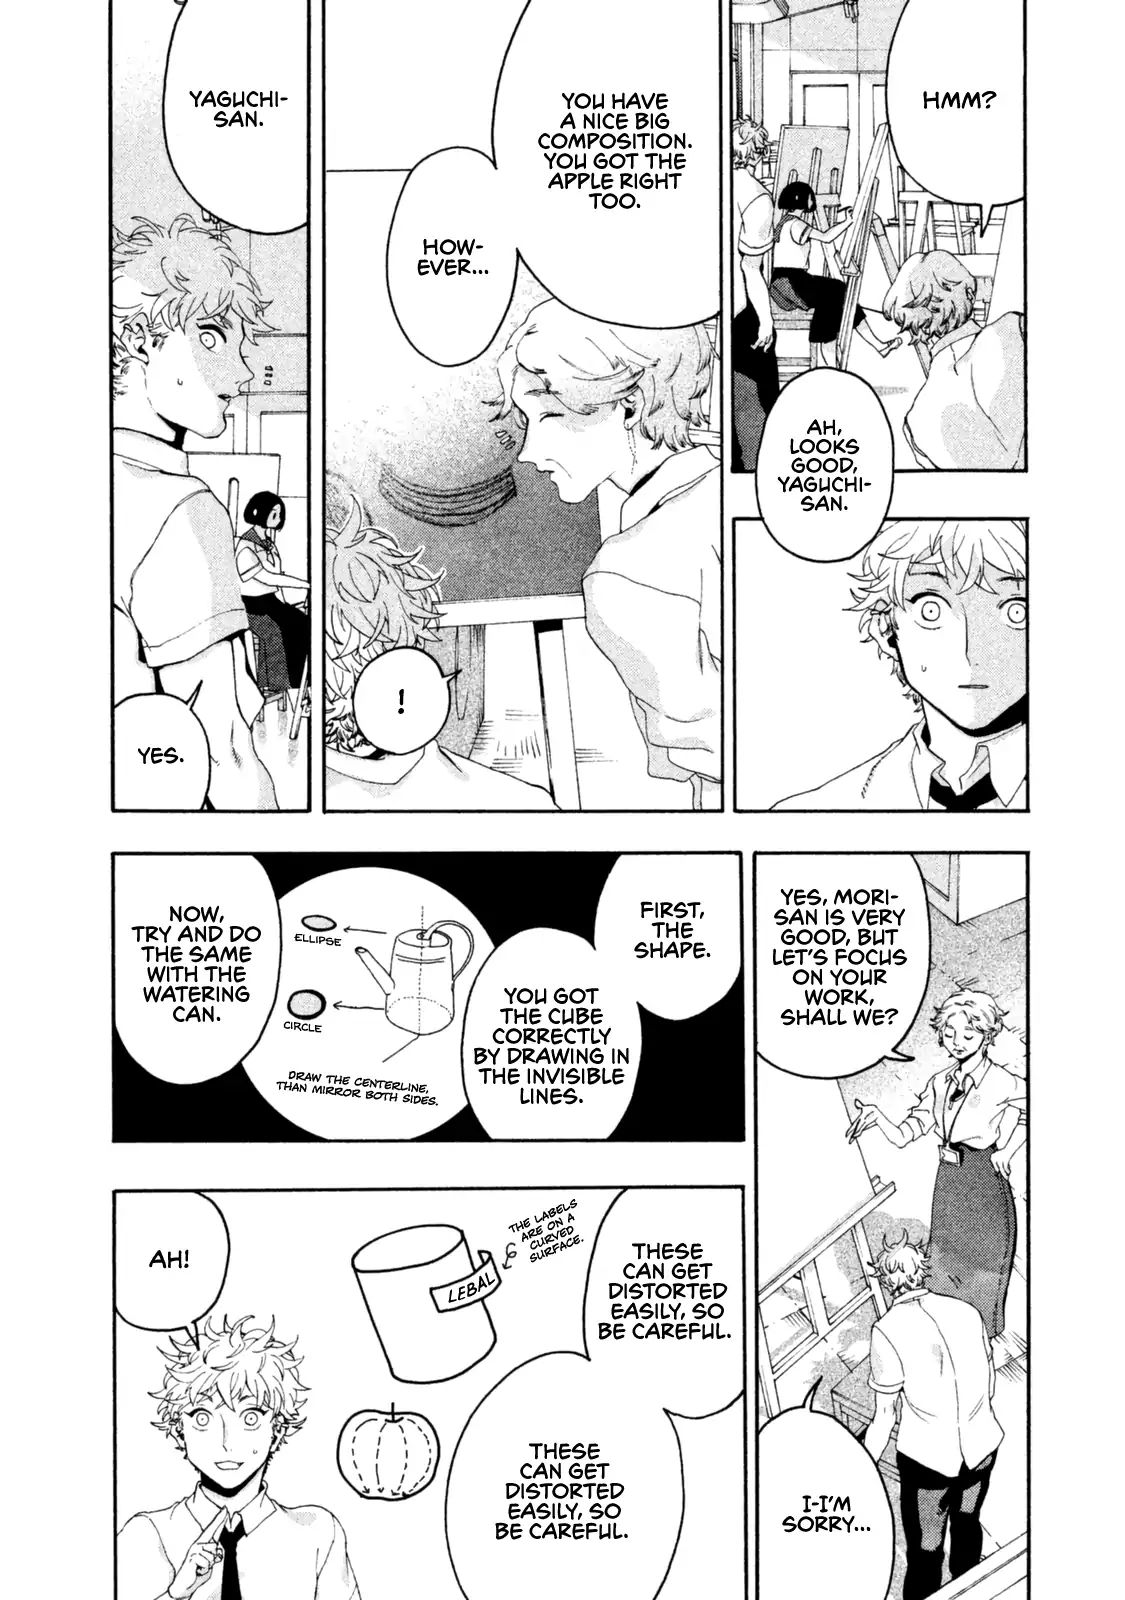 HMM?
AH,
LOOKS
GOOD,
YAGUCHI-
SAN.
YOU HAVE
A NICE BIG
COMPOSITION.
YOU GOT THE
APPLE RIGHT
TOO.
HOW-
EVER...
!
YAGUCHI-
SAN.
YES.
YES, MORI-
SAN IS VERY
GOOD, BUT
LET'S FOCUS
ON YOUR
WORK,
SHALL WE?
I-I'M
SORRY...
FIRST,
THE
SHAPE.
YOU GOT
THE CUBE
CORRECTLY
BY DRAWING IN
THE INVISIBLE
LINES.
ELLIPSE
CIRCLE
DRAW THE CENTERLINE,
THAN MIRROR BOTH SIDES.
NOW,
TRY AND DO
THE SAME
WITH THE
WATERING
CAN.
THESE
CAN GET
DISTORTED
EASILY, SO
BE CAREFUL.
THE LABELS
ARE ON A
CURVED
SURFACE.
LEBAL
THESE
CAN GET
DISTORTED
EASILY, SO
BE CAREFUL.
AH!